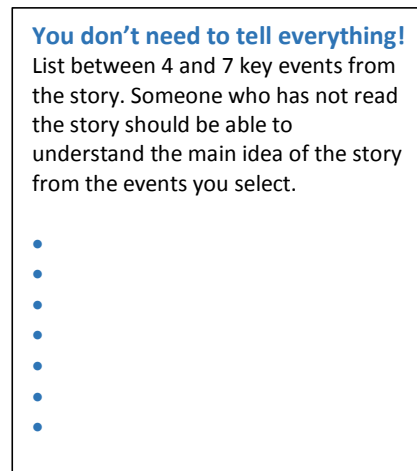 You don’t need to tell everything!
List between 4 and 7 key events from
the story. Someone who has not read
the story should be able to
understand the main idea of the story
from the events you select.
•
•
•
•
•
•
•